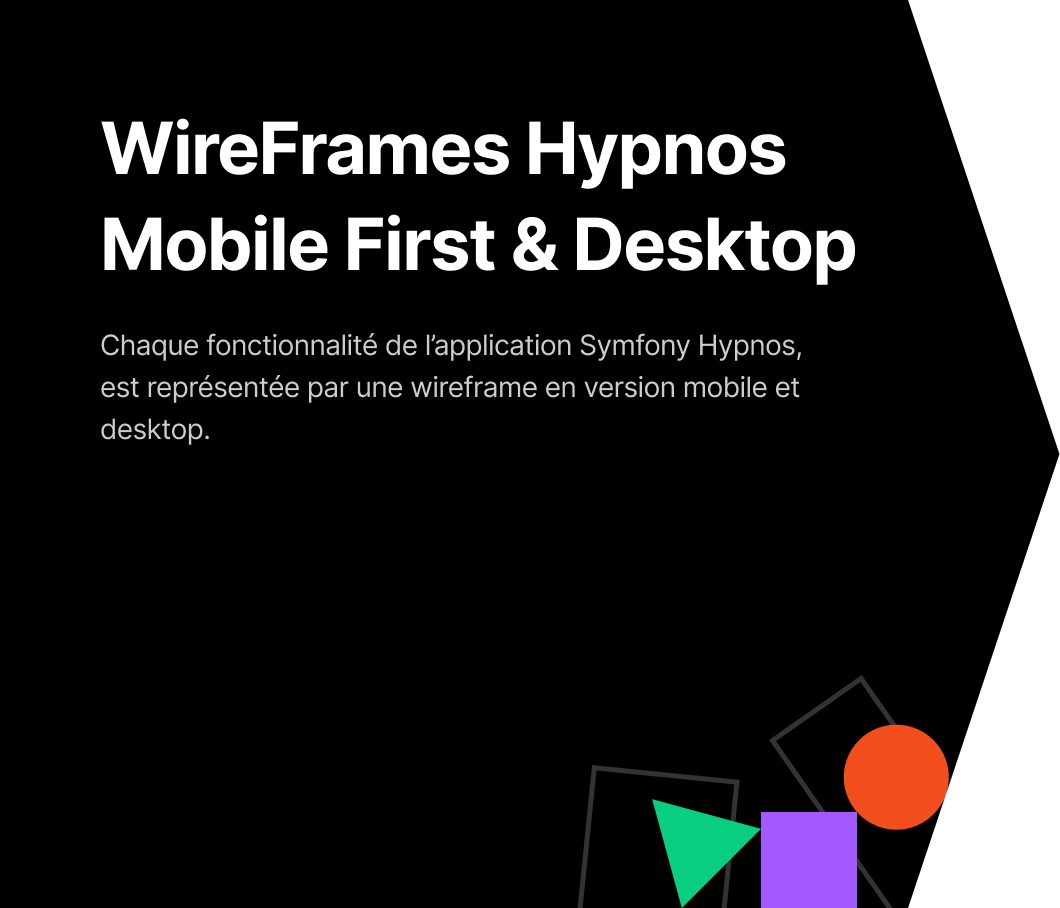 WireFrames Hypnos
Mobile First & Desktop
Chaque fonctionnalité de l’application Symfony Hypnos,
est représentée par une wireframe en version mobile et
desktop.